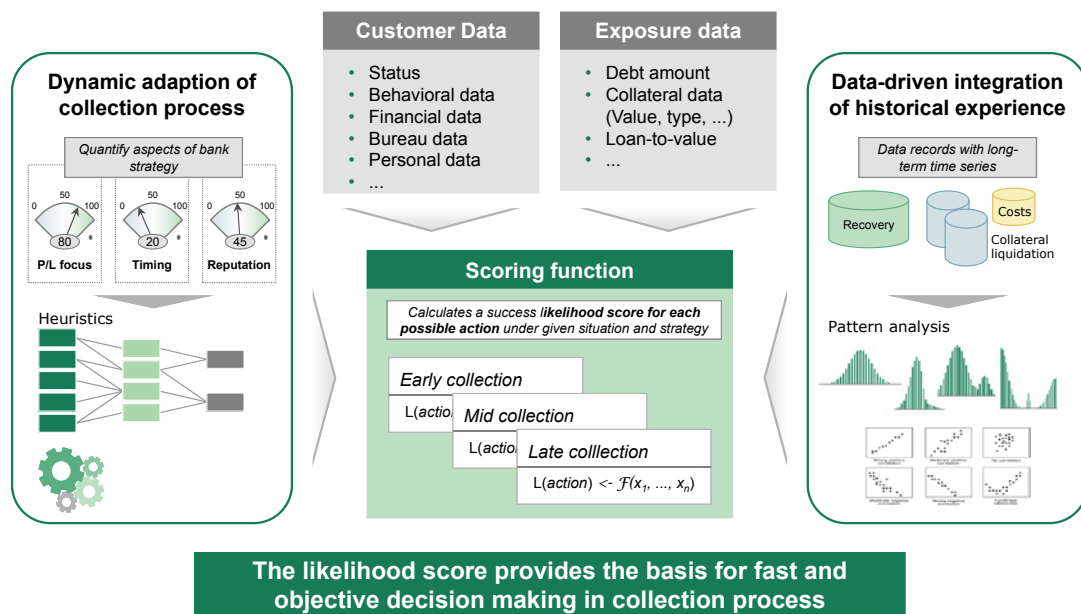 Customer Data
• Status
• Behavioral data
• Financial data
• Bureau data
• Personal data
• ...
Exposure data
• Debt amount
• Collateral data
(Value, type, ...)
• Loan-to-value
• ...
Dynamic adaption of
collection process
Quantify aspects of bank
strategy
0 50 100
80
P/L focus
0 50 100
20
Timing
0 50 100
45
Reputation
Heuristics
Scoring function
Calculates a success likelihood score for each
possible action under given situation and strategy
Early collection
L(action
Mid collection
L(action
Late colllection
L(action) <- F(x1, ..., xn)
Data-driven integration
of historical experience
Data records with long-
term time series
Recovery
Costs
Collateral
liquidation
Pattern analysis
The likelihood score provides the basis for fast and
objective decision making in collection process